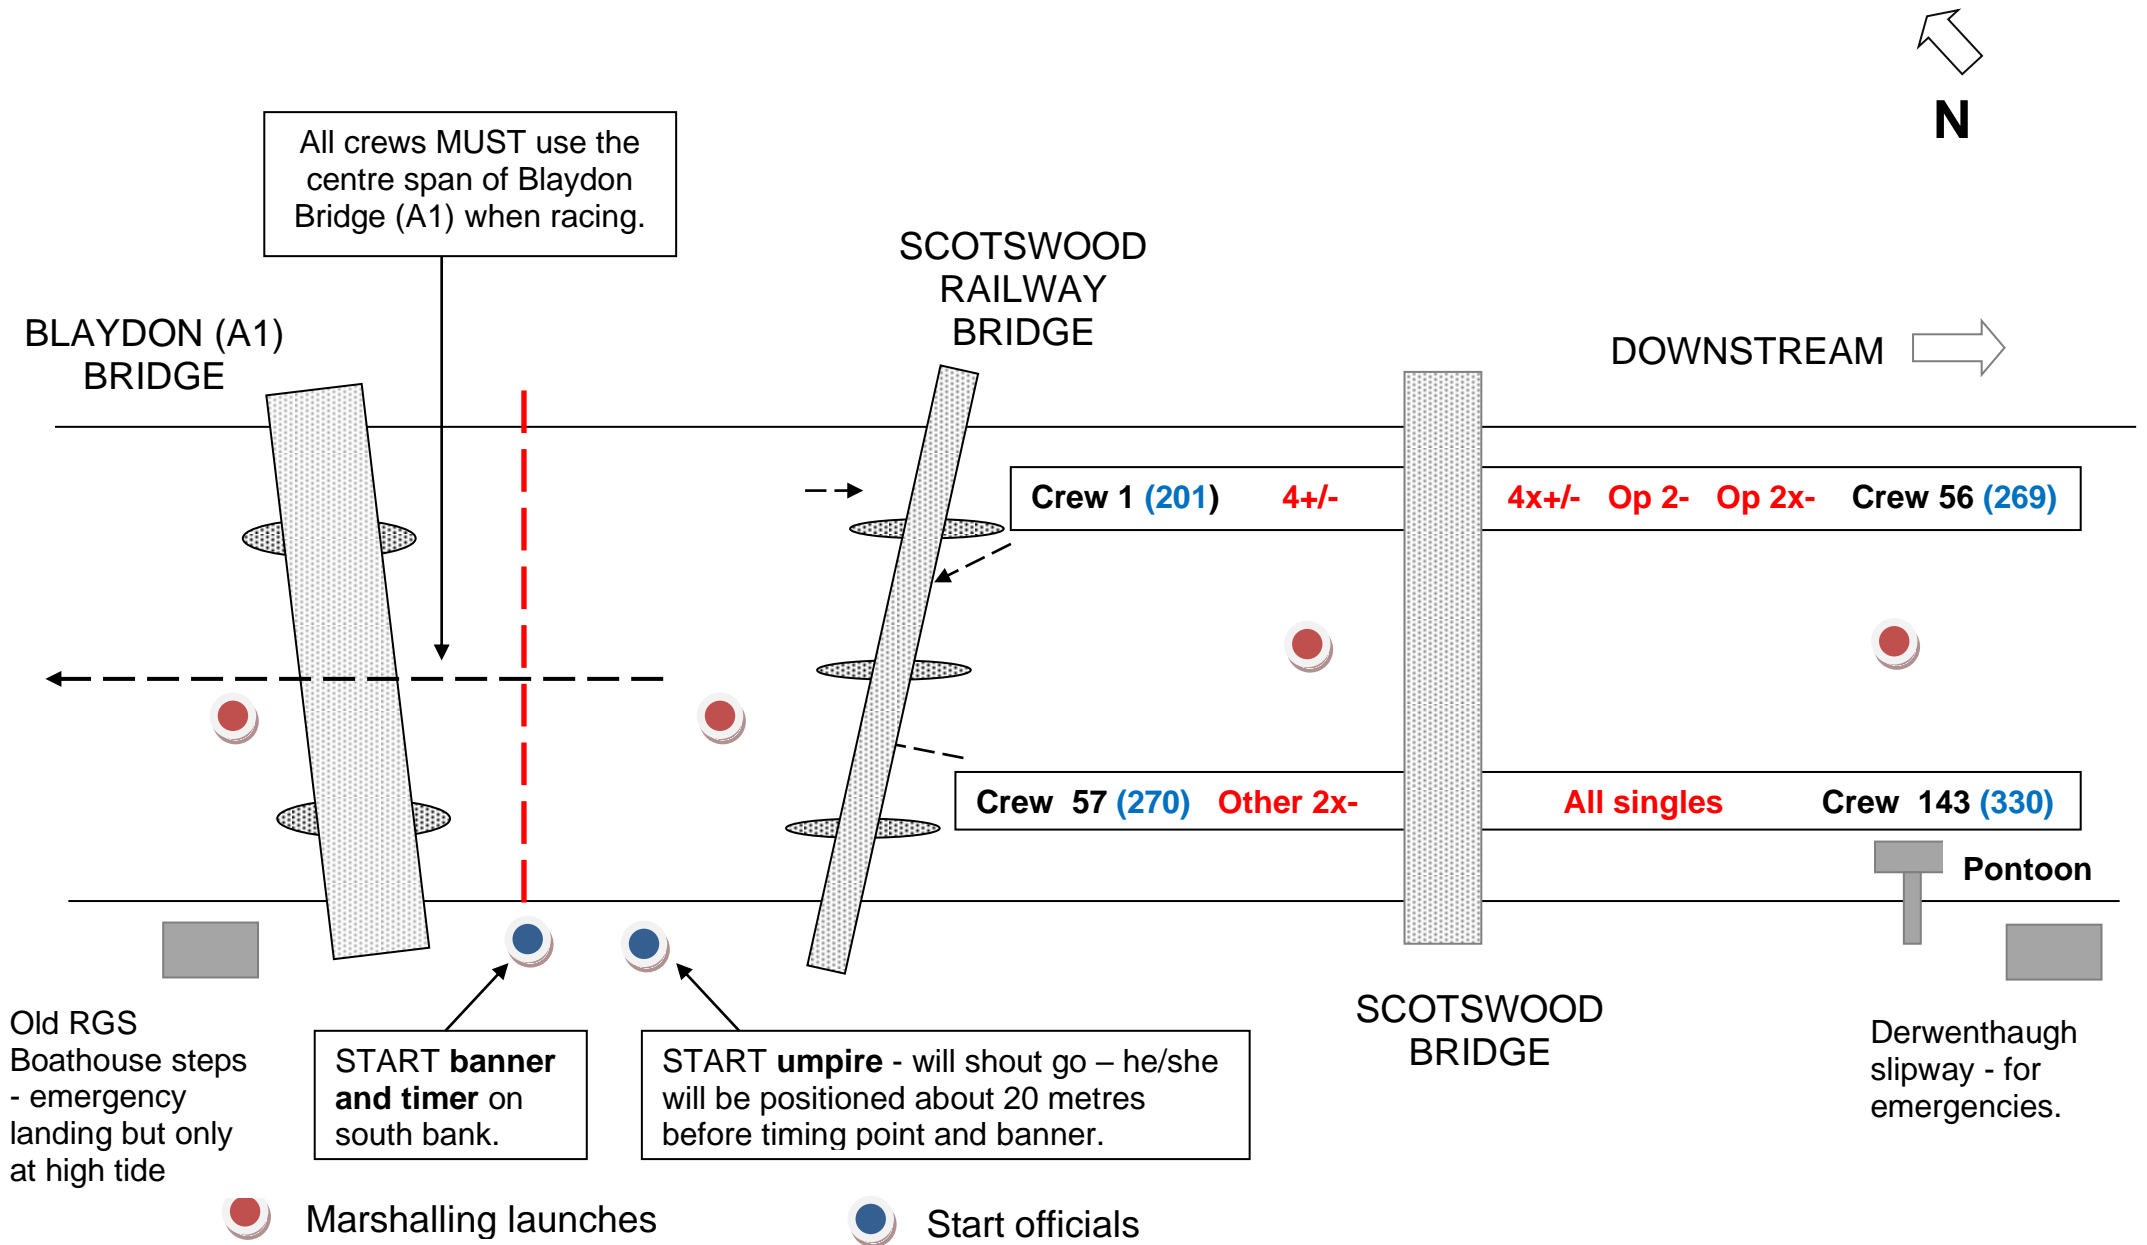 N
All crews MUST use the
centre span of Blaydon
Bridge (A1) when racing.
SCOTSWOOD
RAILWAY
BRIDGE
BLAYDON (A1)
BRIDGE
DOWNSTREAM
Crew 1 (201) 4+/- 4x+/- Op 2- Op 2x- Crew 56 (269)
Crew 57 (270) Other 2x- All singles Crew 143 (330)
Pontoon
Old RGS
Boathouse steps
- emergency
landing but only
at high tide
START banner
and timer on
south bank.
START umpire - will shout go – he/she
will be positioned about 20 metres
before timing point and banner.
SCOTSWOOD
BRIDGE
Derwenthaugh
slipway - for
emergencies.
Marshalling launches
Start officials